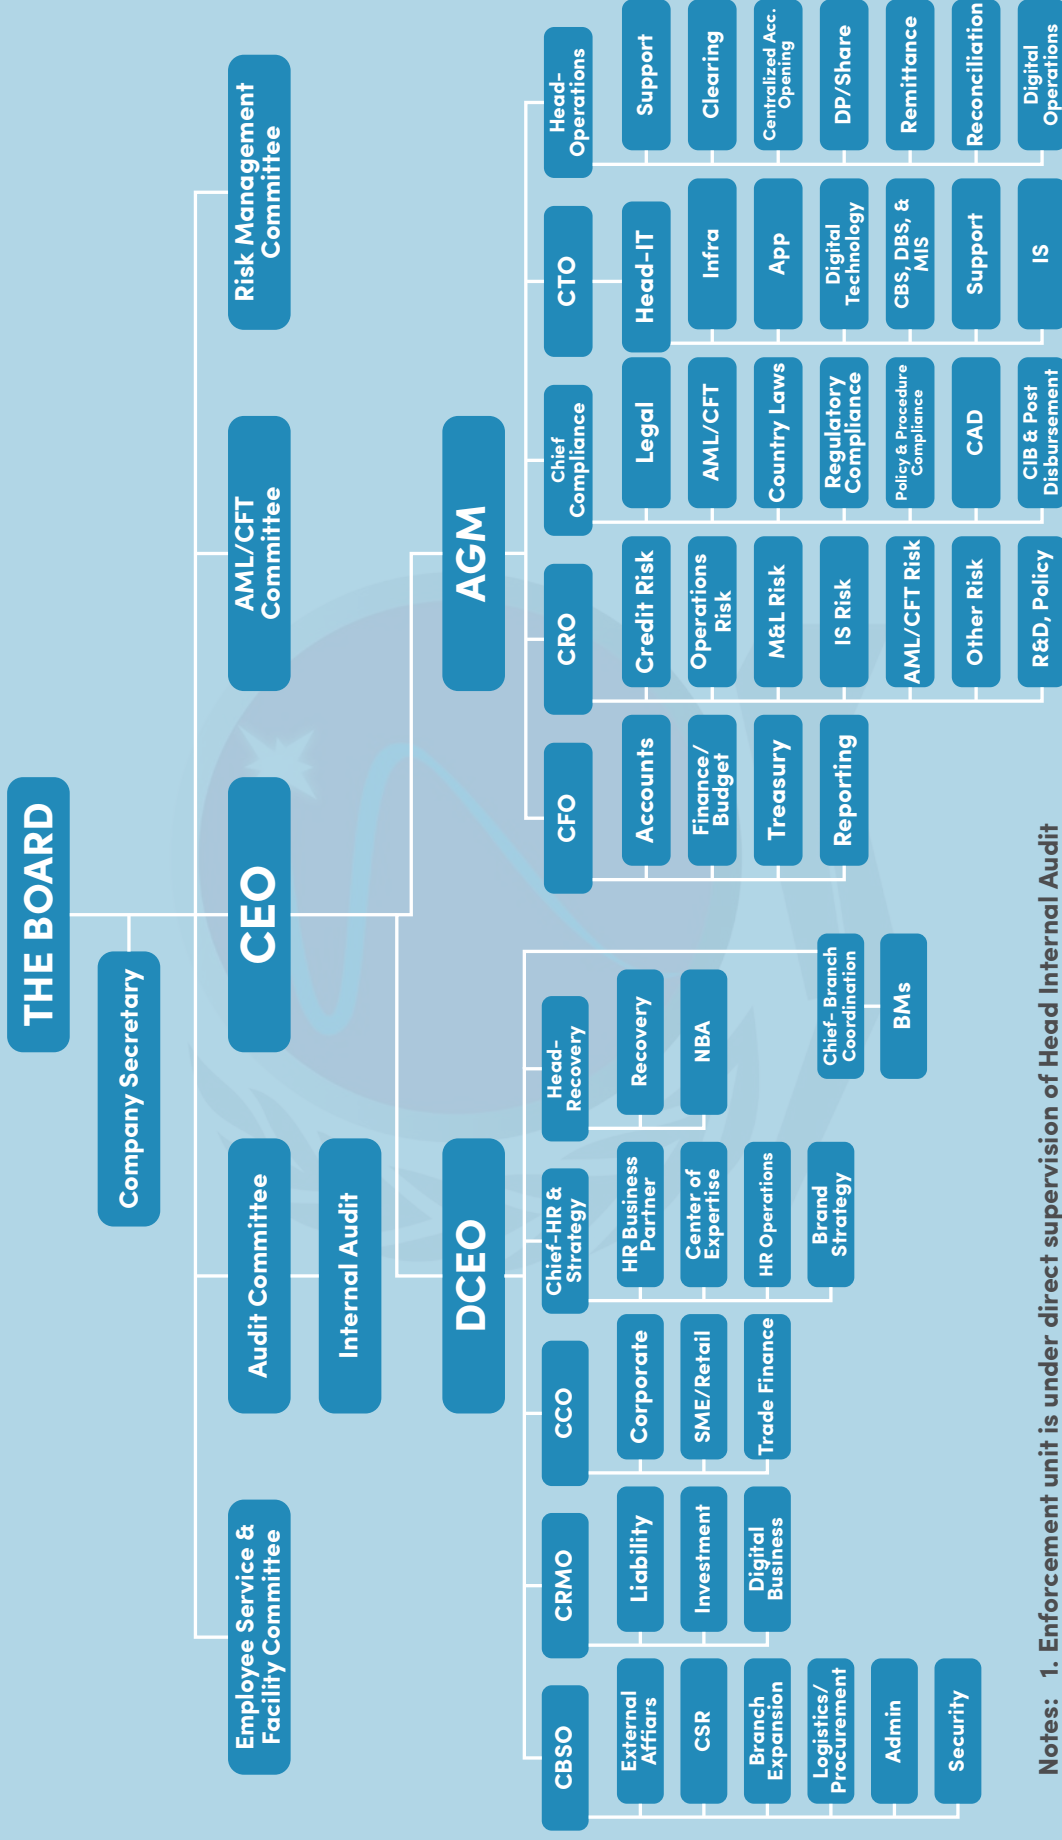 THE BOARD
Company Secretary
Employee Service &
Facility Committee
Audit Committee
CEO
AML/CFT
Committee
Risk Management
Committee
Internal Audit
DCEO
AGM
CBSO
External
Affiars
CSR
Branch
Expansion
Logistics/
Procurement
Admin
Security
CRMO
Liability
Investment
Digital
Business
CCO
Corporate
SME/Retail
Trade Finance
Chief-HR &
Strategy
HR Business
Partner
Center of
Expertise
HR Operations
Brand
Strategy
Head-
Recovery
Recovery
NBA
Chief- Branch
Coordination
BMs
CFO
Accounts
Finance/
Budget
Treasury
Reporting
CRO
Credit Risk
Operations
Risk
M&L Risk
IS Risk
AML/CFT Risk
Other Risk
R&D, Policy
Chief
Compliance
Legal
AML/CFT
Country Laws
Regulatory
Compliance
Policy & Procedure
Compliance
CAD
CIB & Post
Disbursement
CTO
Head-IT
Infra
App
Digital
Technology
CBS, DBS, &
MIS
Support
IS
Head-
Operations
Support
Clearing
Centralized Acc.
Opening
DP/Share
Remittance
Reconciliation
Digital
Operations
Notes: 1. Enforcement unit is under direct supervision of Head Internal Audit